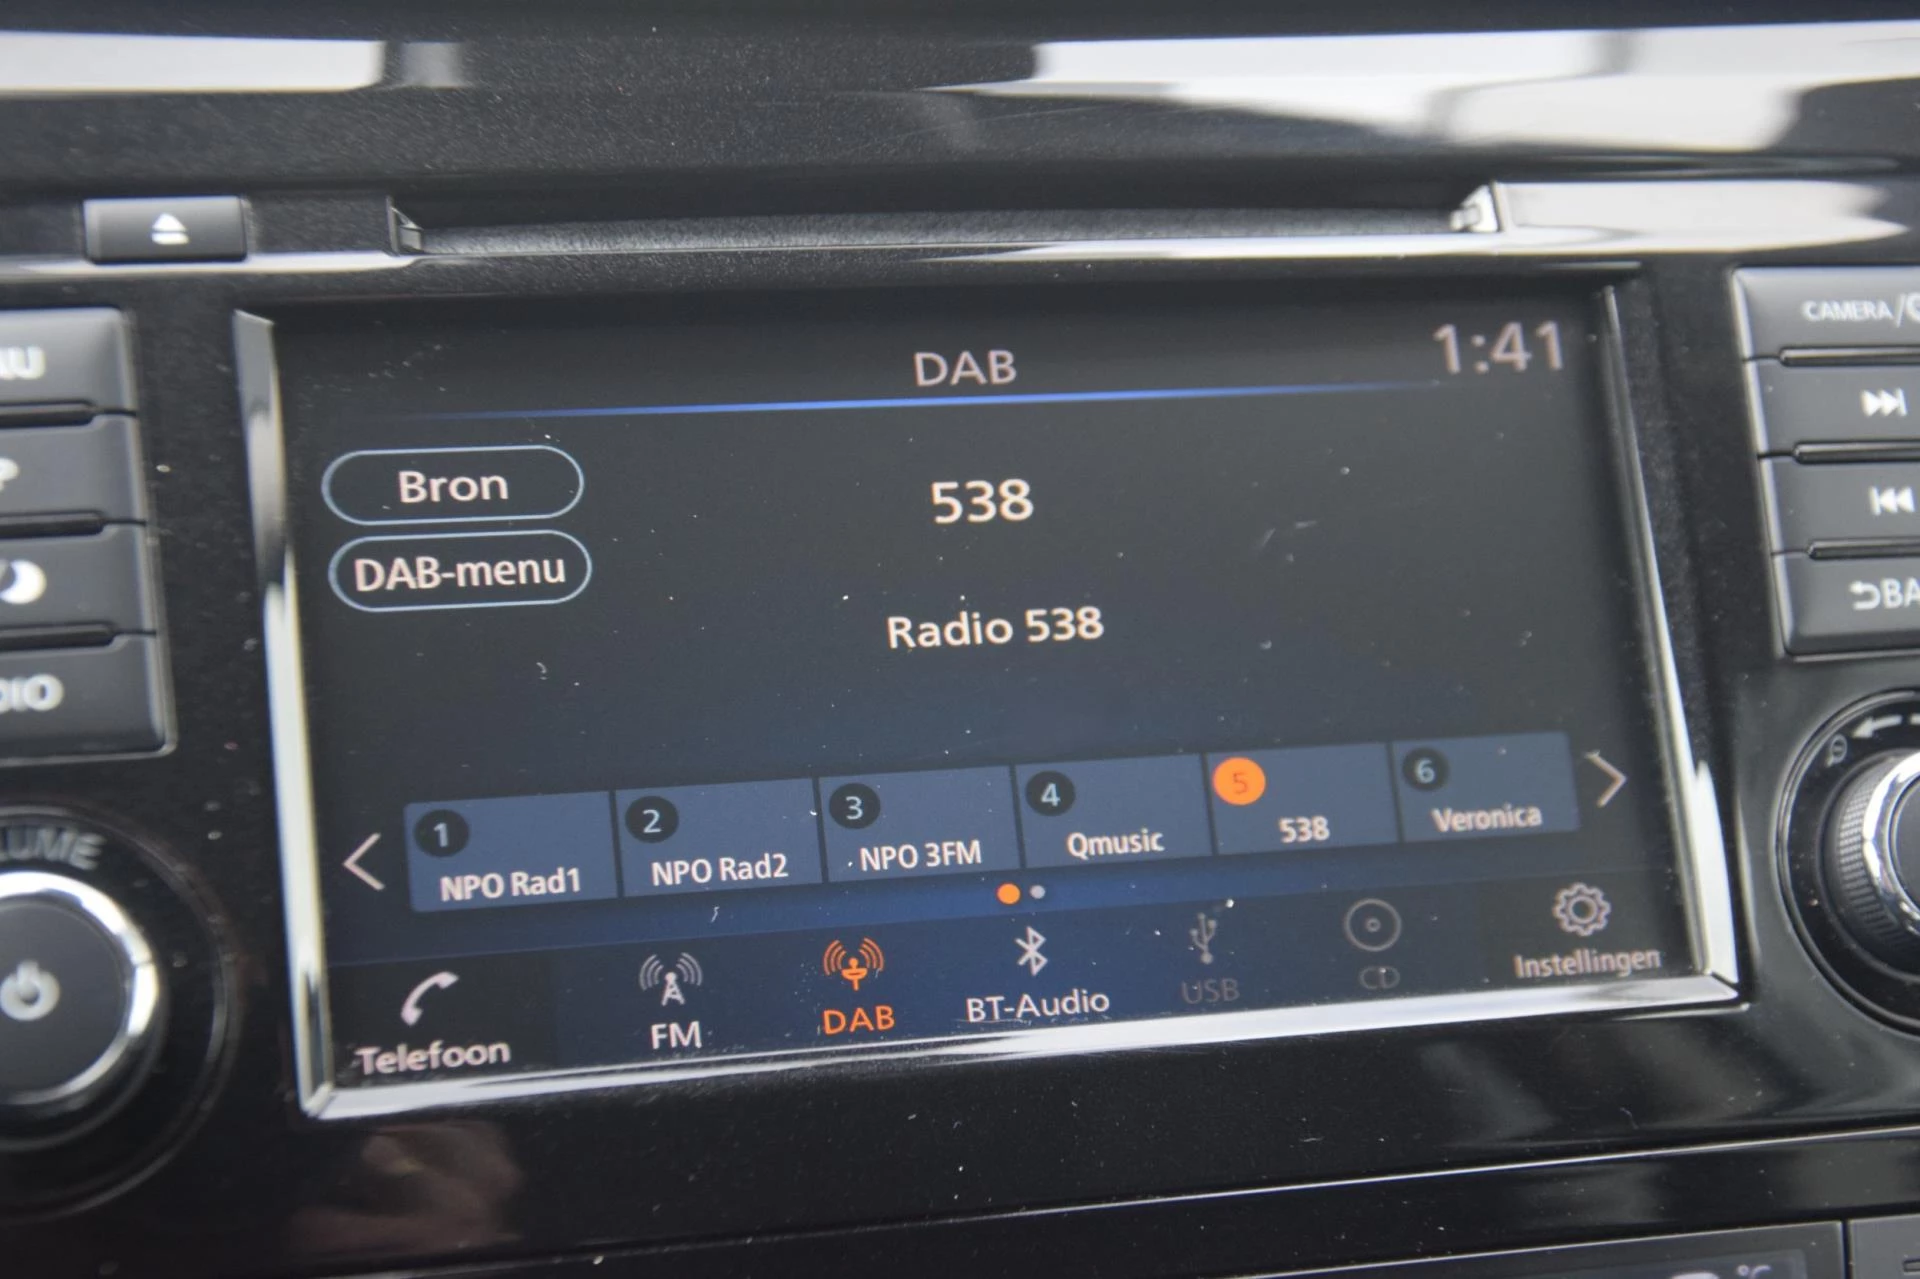 CAMERA/
DAB
1:41
Bron
538
DAB-menu
Radio 538
1
2
3
4
5
6
NPO Rad1
NPO Rad2
NPO 3FM
Qmusic
538
Veronica
Telefoon
FM
DAB
BT-Audio
USB
CD
Instellingen
°C